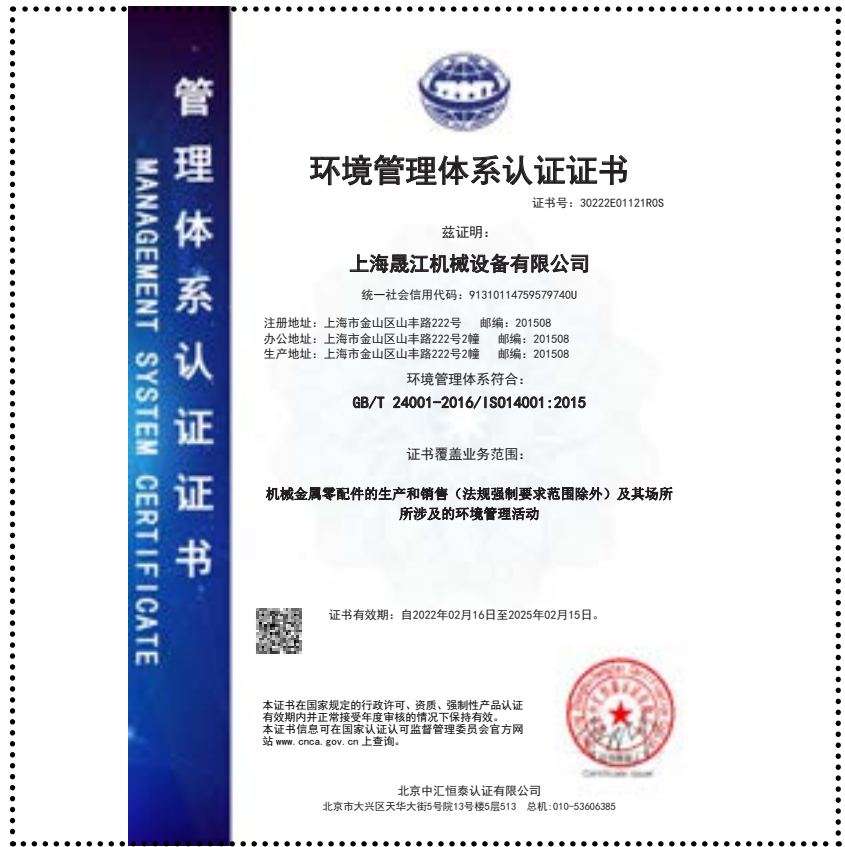 管理体系认证证书
MANAGEMENT SYSTEM CERTIFICATE
ZHHT
环境管理体系认证证书
证书号：30222E01121R0S
兹证明：
上海晟江机械设备有限公司
统一社会信用代码：91310114759579740U
注册地址：上海市金山区山丰路222号 邮编：201508
办公地址：上海市金山区山丰路222号2幢 邮编：201508
生产地址：上海市金山区山丰路222号2幢 邮编：201508
环境管理体系符合：
GB/T 24001-2016/ISO14001:2015
证书覆盖业务范围：
机械金属零配件的生产和销售（法规强制要求范围除外）及其场所
所涉及的环境管理活动
证书有效期：自2022年02月16日至2025年02月15日。
本证书在国家规定的行政许可、资质、强制性产品认证
有效期内并正常接受年度审核的情况下保持有效。
本证书信息可在国家认证认可监督管理委员会官方网
站 www.cnca.gov.cn 上查询。
Certificate issuer
北京中汇恒泰认证有限公司
北京市大兴区天华大街5号院13号楼5层513 总机:010-53606385